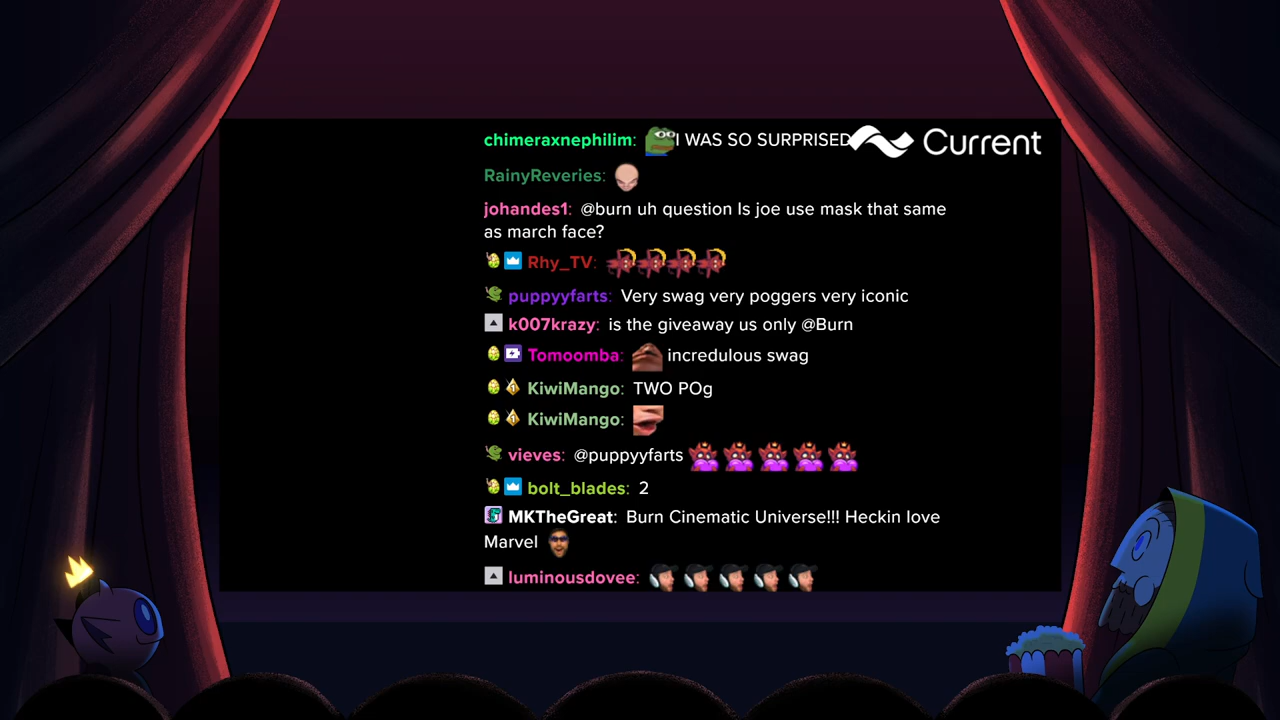 chimeraxnephilim: I WAS SO SURPRISED
Current
RainyReveries:
johandes1: @burn uh question Is joe use mask that same
as march face?
Rhy_TV:
puppyyfarts: Very swag very poggers very iconic
k007krazy: is the giveaway us only @Burn
Tomoomba: incredulous swag
KiwiMango: TWO POg
KiwiMango:
vieves: @puppyyfarts
bolt_blades: 2
MKTheGreat: Burn Cinematic Universe!!! Heckin love
Marvel
luminousdovee: